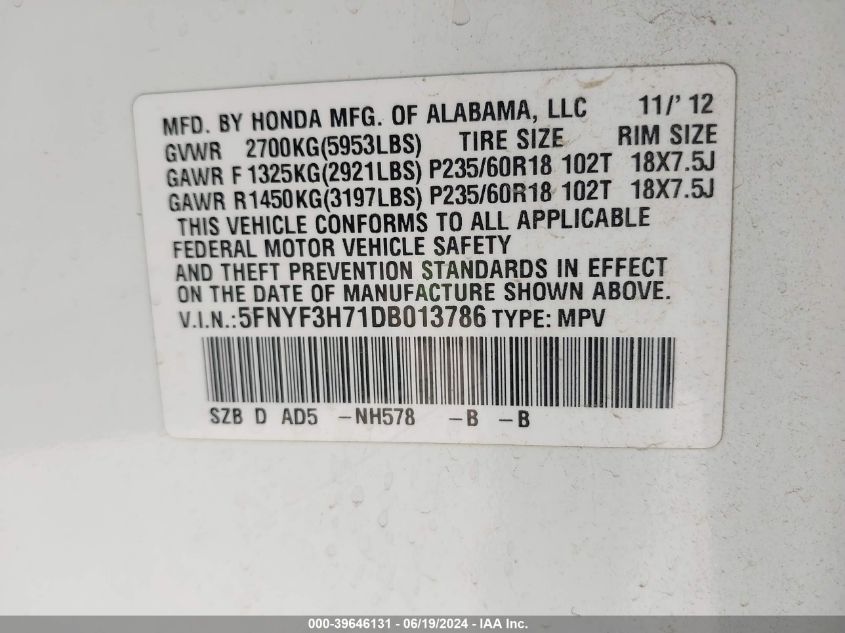 MFD. BY HONDA MFG. OF ALABAMA, LLC 11/' 12
GVWR 2700KG(5953LBS) TIRE SIZE RIM SIZE
GAWR F 1325KG(2921LBS) P235/60R18 102T 18X7.5J
GAWR R1450KG(3197LBS) P235/60R18 102T 18X7.5J
THIS VEHICLE CONFORMS TO ALL APPLICABLE
FEDERAL MOTOR VEHICLE SAFETY
AND THEFT PREVENTION STANDARDS IN EFFECT
ON THE DATE OF MANUFACTURE SHOWN ABOVE.
V.I.N.:5FNYF3H71DB013786 TYPE: MPV
SZB D AD5 -NH578 -B -B
000-39646131 - 06/19/2024 - IAA Inc.